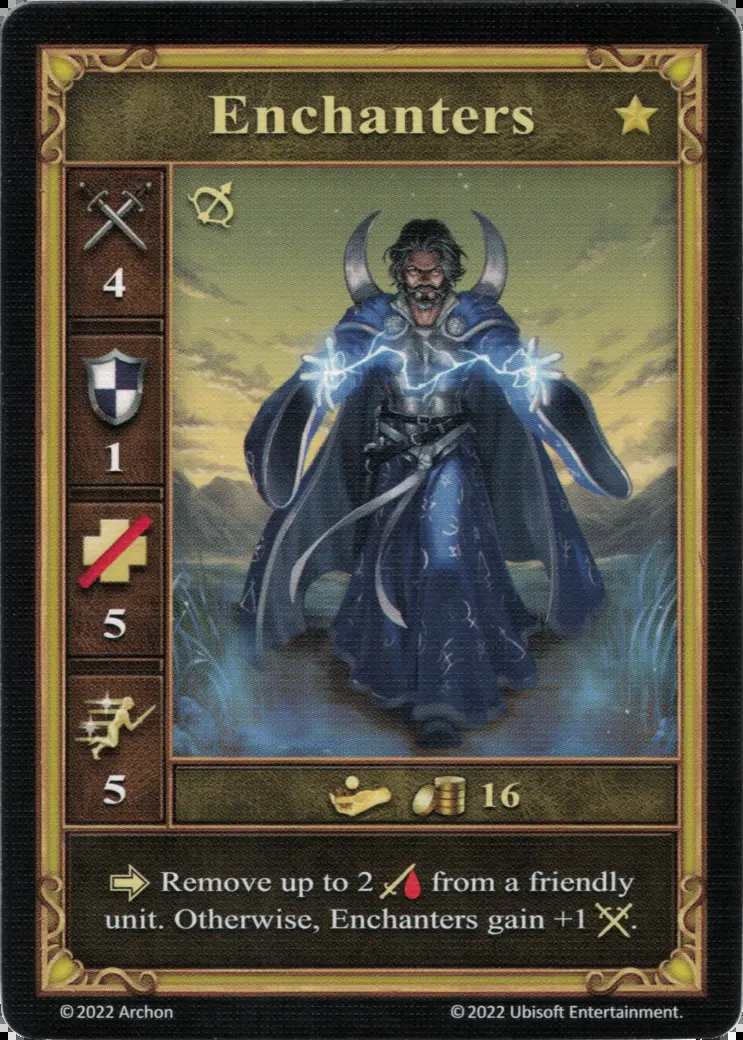 Enchanters
4
1
5
5
16
Remove up to 2 from a friendly
unit. Otherwise, Enchanters gain +1 .
© 2022 Archon
© 2022 Ubisoft Entertainment.